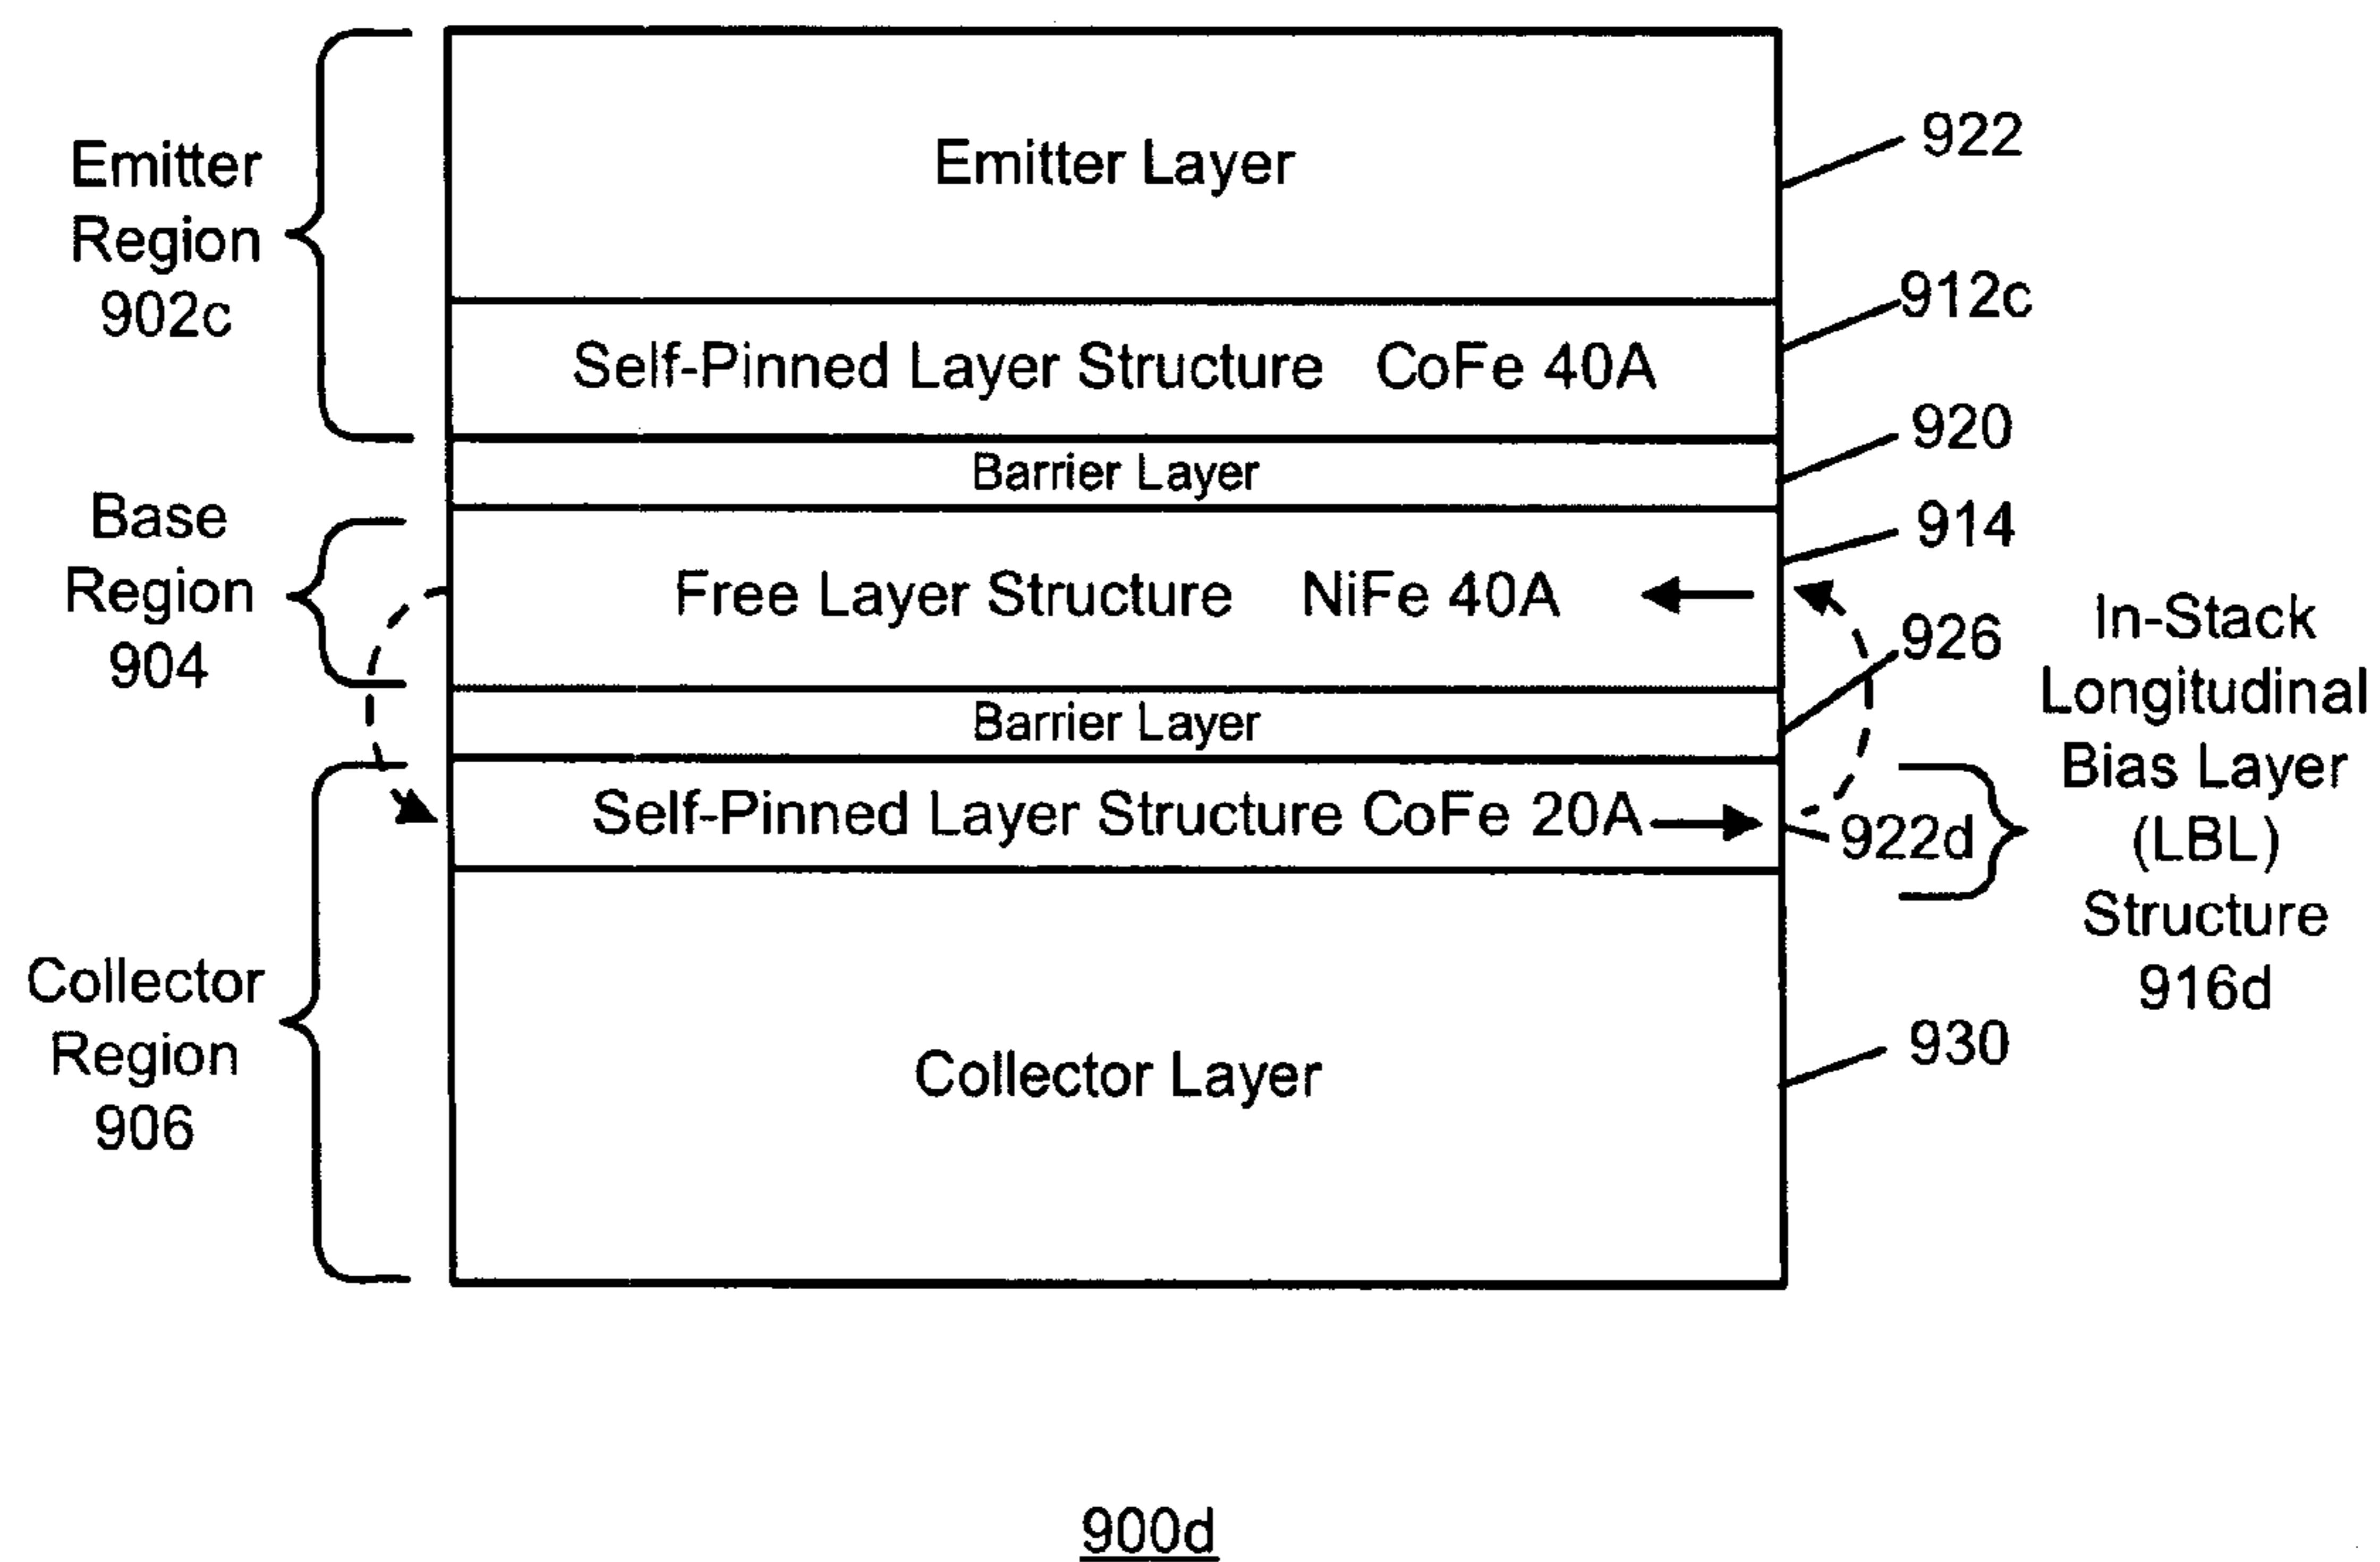 Emitter
Region
902c
Emitter Layer
922
Self-Pinned Layer Structure CoFe 40A
912c
Barrier Layer
920
Base
Region
904
Free Layer Structure NiFe 40A
914
Barrier Layer
926
Self-Pinned Layer Structure CoFe 20A
922d
In-Stack
Longitudinal
Bias Layer
(LBL)
Structure
916d
Collector
Region
906
Collector Layer
930
900d